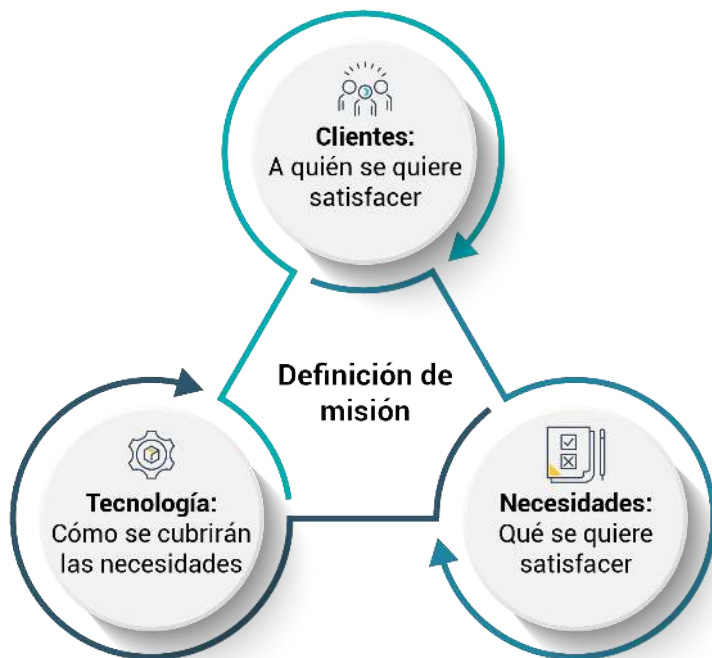 Clientes:
A quién se quiere
satisfacer
Definición de
misión
Tecnología:
Cómo se cubrirán
las necesidades
Necesidades:
Qué se quiere
satisfacer